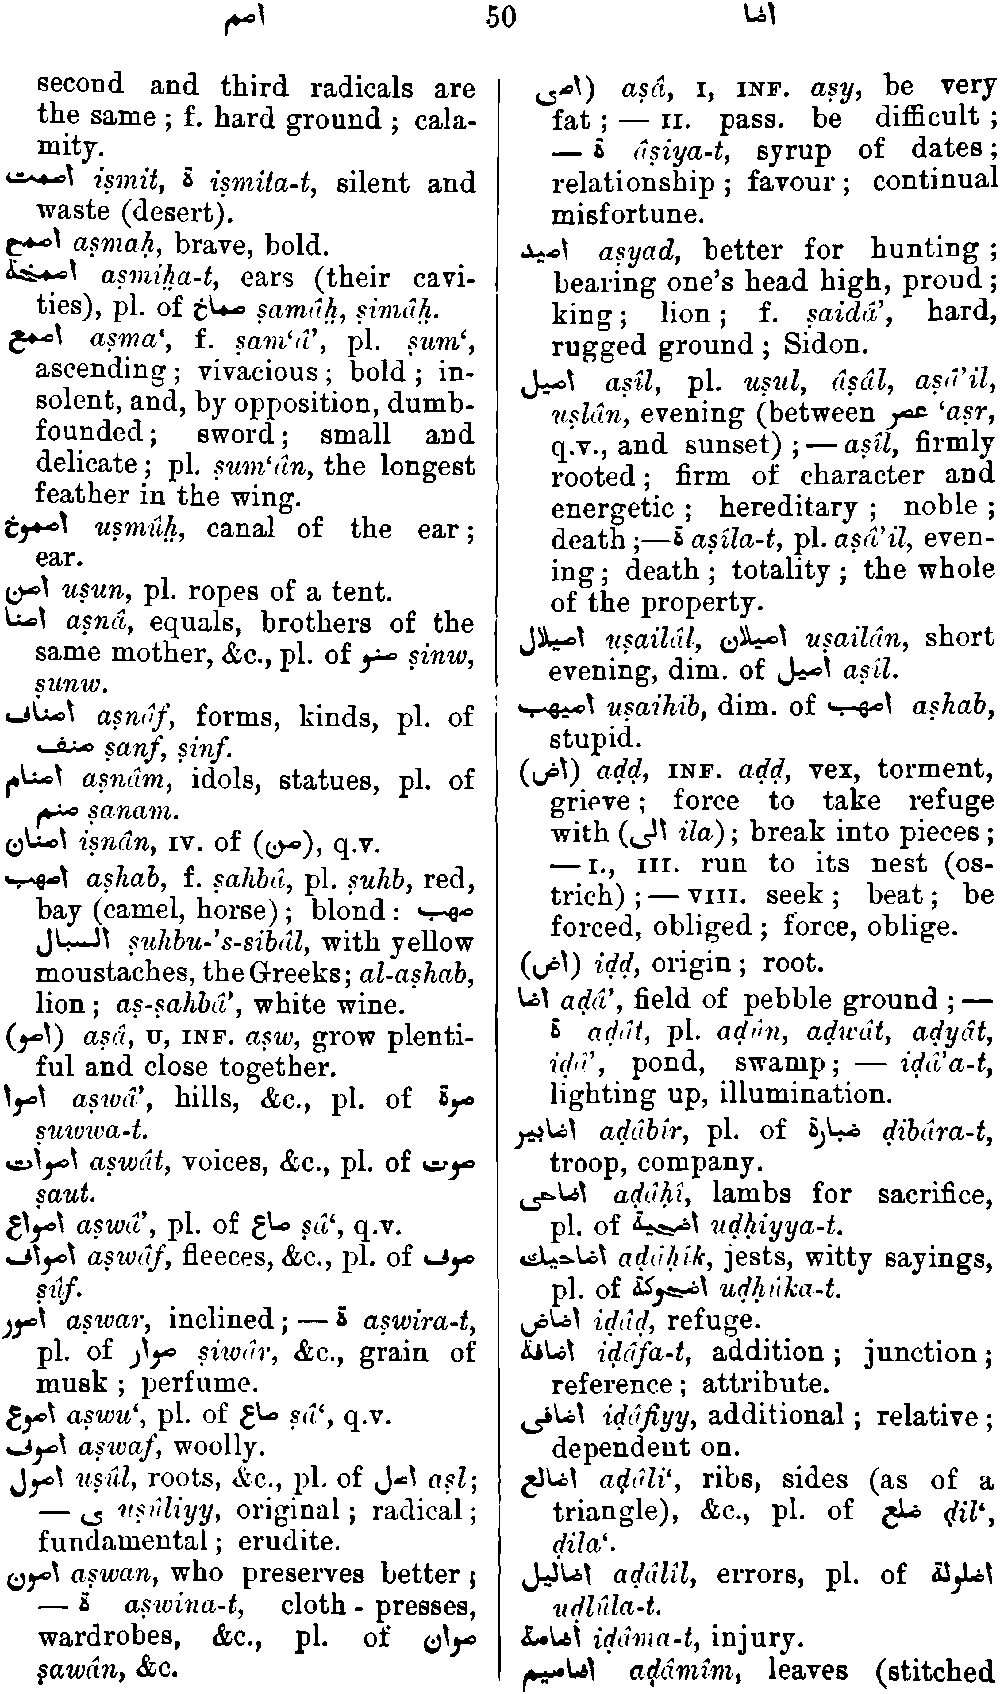 اصم 50 اضا
second and third radicals are
the same ; f. hard ground ; cala-
mity.
اصمت iṣmit, ة iṣmita-t, silent and
waste (desert).
اصمح aṣmaḥ, brave, bold.
اصمخة aṣmiḫa-t, ears (their cavi-
ties), pl. of صماخ ṣamâḫ, ṣimâḫ.
اصمع aṣma‘, f. ṣam‘â’, pl. ṣum‘,
ascending ; vivacious ; bold ; in-
solent, and, by opposition, dumb-
founded ; sword ; small and
delicate ; pl. ṣum‘ân, the longest
feather in the wing.
اصموخ uṣmûḫ, canal of the ear ;
ear.
اصن uṣun, pl. ropes of a tent.
اصنا aṣnâ, equals, brothers of the
same mother, &c., pl. of صنو ṣinw,
ṣunw.
اصناف aṣnâf, forms, kinds, pl. of
صنف ṣanf, ṣinf.
اصنام aṣnâm, idols, statues, pl. of
صنم ṣanam.
اصنان iṣnân, IV. of (صن), q.v.
اصهب aṣhab, f. ṣahbâ, pl. ṣuhb, red,
bay (camel, horse) ; blond : صهب
السبال ṣuhbu-’s-sibâl, with yellow
moustaches, the Greeks ; al-aṣhab,
lion ; aṣ-ṣahbâ’, white wine.
(اصو) aṣâ, U, INF. aṣw, grow plenti-
ful and close together.
اصوا aṣwâ’, hills, &c., pl. of صوة
ṣuwwa-t.
اصوات aṣwât, voices, &c., pl. of صوت
ṣaut.
اصواع aṣwâ‘, pl. of صاع ṣâ‘, q.v.
اصواف aṣwâf, fleeces, &c., pl. of صوف
ṣûf.
اصور aṣwar, inclined ; — ة aṣwira-t,
pl. of صوار ṣiwâr, &c., grain of
musk ; perfume.
اصوع aṣwu‘, pl. of صاع ṣâ‘, q.v.
اصوف aṣwaf, woolly.
اصول uṣûl, roots, &c., pl. of اصل aṣl ;
— ى uṣûliyy, original ; radical ;
fundamental ; erudite.
اصون aṣwan, who preserves better ;
— ة aṣwina-t, cloth-presses,
wardrobes, &c., pl. of صوان
ṣawân, &c.
(اصى) aṣâ, I, INF. aṣy, be very
fat ; — II. pass. be difficult ;
— ة âṣiya-t, syrup of dates ;
relationship ; favour ; continual
misfortune.
اصيد aṣyad, better for hunting ;
bearing one’s head high, proud ;
king ; lion ; f. ṣaidâ’, hard,
rugged ground ; Sidon.
اصيل aṣîl, pl. uṣul, âṣâl, aṣâ’il,
uṣlân, evening (between عصر ‘aṣr,
q.v., and sunset) ; — aṣîl, firmly
rooted ; firm of character and
energetic ; hereditary ; noble ;
death ; — ة aṣîla-t, pl. aṣâ’il, even-
ing ; death ; totality ; the whole
of the property.
اصيلال uṣailâl, اصيلان uṣailân, short
evening, dim. of اصيل aṣîl.
اصيهب uṣaihib, dim. of اصهب aṣhab,
stupid.
(اض) aḍḍ, INF. aḍḍ, vex, torment,
grieve ; force to take refuge
with (الى ila) ; break into pieces ;
— I., III. run to its nest (os-
trich) ; — VIII. seek ; beat ; be
forced, obliged ; force, oblige.
(اض) iḍḍ, origin ; root.
اضا aḍâ’, field of pebble ground ; —
ة aḍât, pl. aḍûn, aḍwât, aḍyât,
iḍâ’, pond, swamp ; — iḍâ’a-t,
lighting up, illumination.
اضابير aḍâbîr, pl. of ضبارة ḍibâra-t,
troop, company.
اضاحى aḍâḥî, lambs for sacrifice,
pl. of اضحية uḍḥiyya-t.
اضاحيك aḍâḥîk, jests, witty sayings,
pl. of اضحوكة uḍḥûka-t.
اضاض iḍâḍ, refuge.
اضافة iḍâfa-t, addition ; junction ;
reference ; attribute.
اضافى iḍâfiyy, additional ; relative ;
dependent on.
اضالع aḍâli‘, ribs, sides (as of a
triangle), &c., pl. of ضلع ḍil‘,
ḍila‘.
اضاليل aḍâlîl, errors, pl. of اضلولة
uḍlûla-t.
اضامة iḍâma-t, injury.
اضاميم aḍâmîm, leaves (stitched